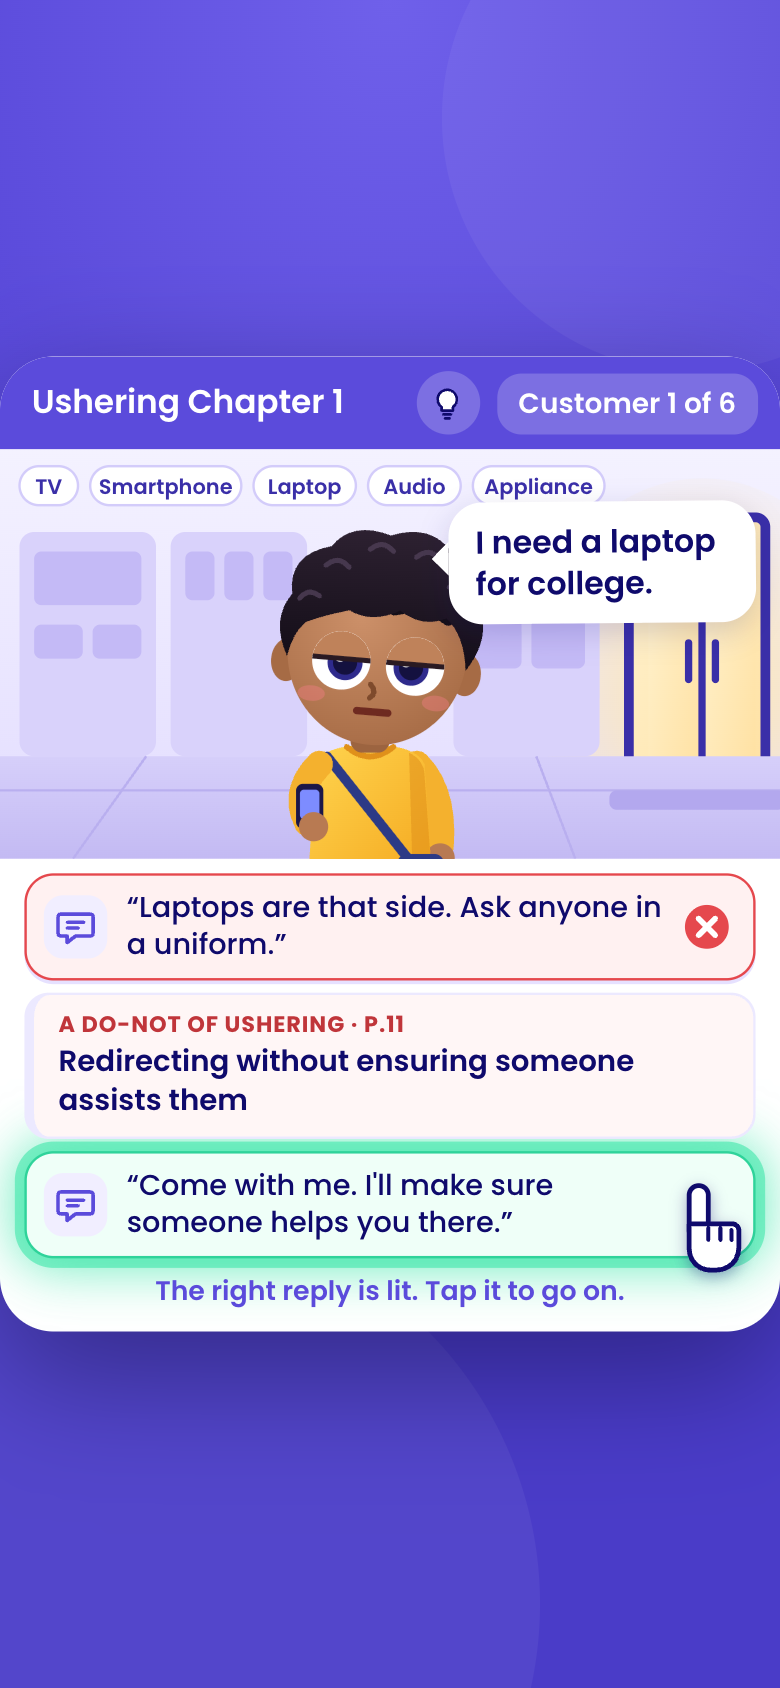 Ushering Chapter 1
Customer 1 of 6
TV
Smartphone
Laptop
Audio
Appliance
I need a laptop
for college.
“Laptops are that side. Ask anyone in
a uniform.”
A DO-NOT OF USHERING · P.11
Redirecting without ensuring someone
assists them
“Come with me. I'll make sure
someone helps you there.”
The right reply is lit. Tap it to go on.